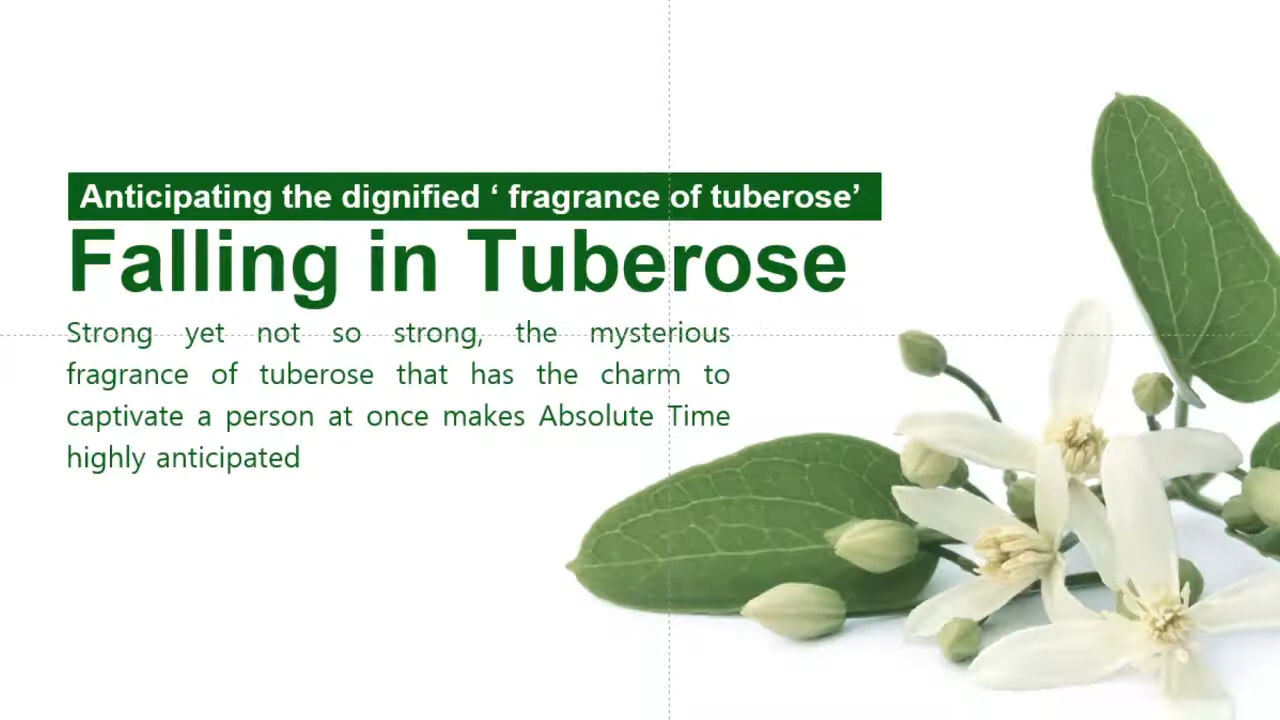 Anticipating the dignified ‘ fragrance of tuberose’
Falling in Tuberose
Strong yet not so strong, the mysterious
fragrance of tuberose that has the charm to
captivate a person at once makes Absolute Time
highly anticipated